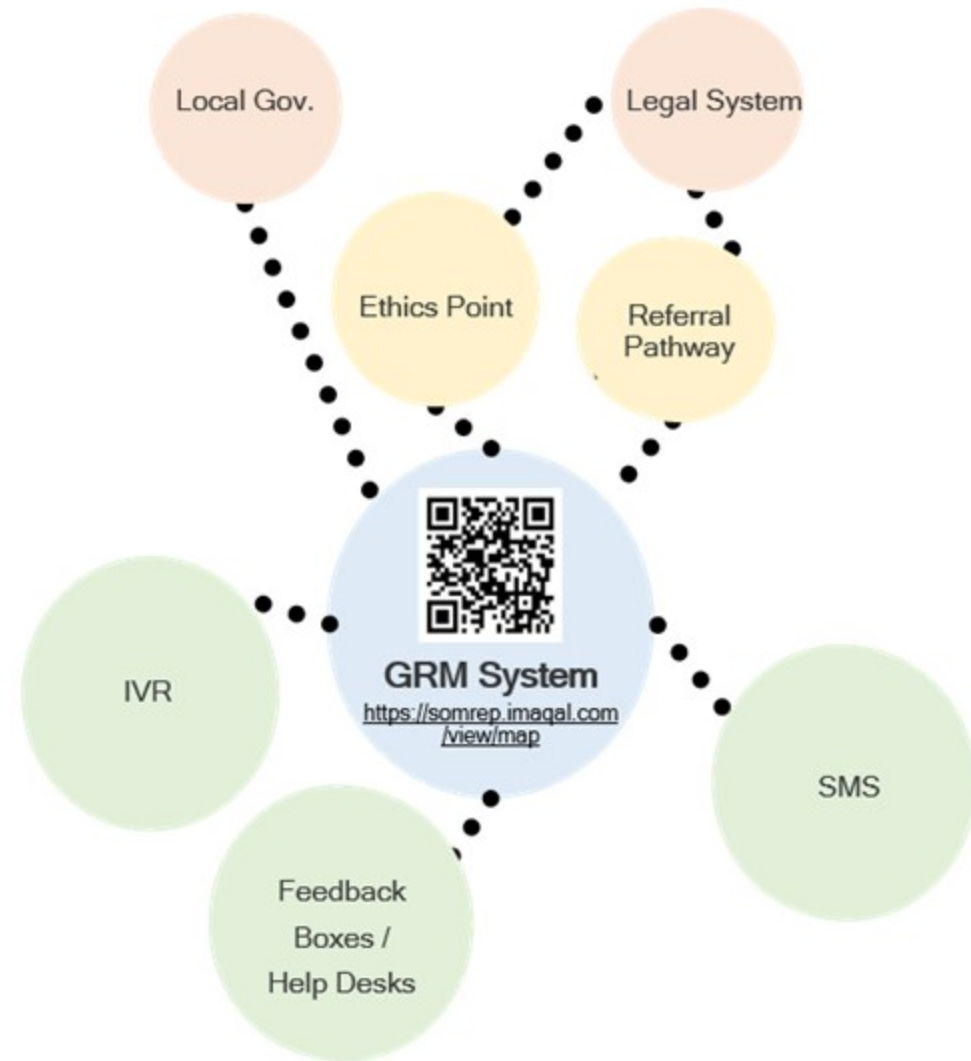 Local Gov.
Legal System
Ethics Point
Referral
Pathway
GRM System
https://somrep.imaqal.com
/view/map
IVR
SMS
Feedback
Boxes /
Help Desks